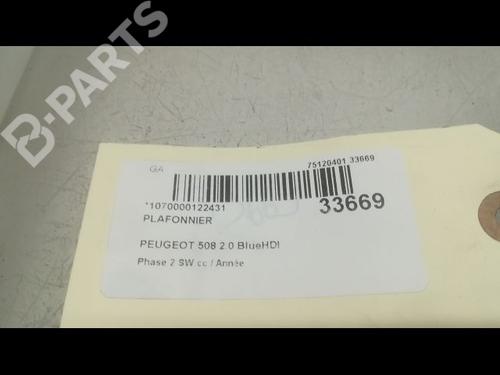 B-PARTS
GA
75120401 33669
*1070000122431
33669
PLAFONNIER
PEUGEOT 508 2.0 BlueHDI
Phase 2 SW cc / Année